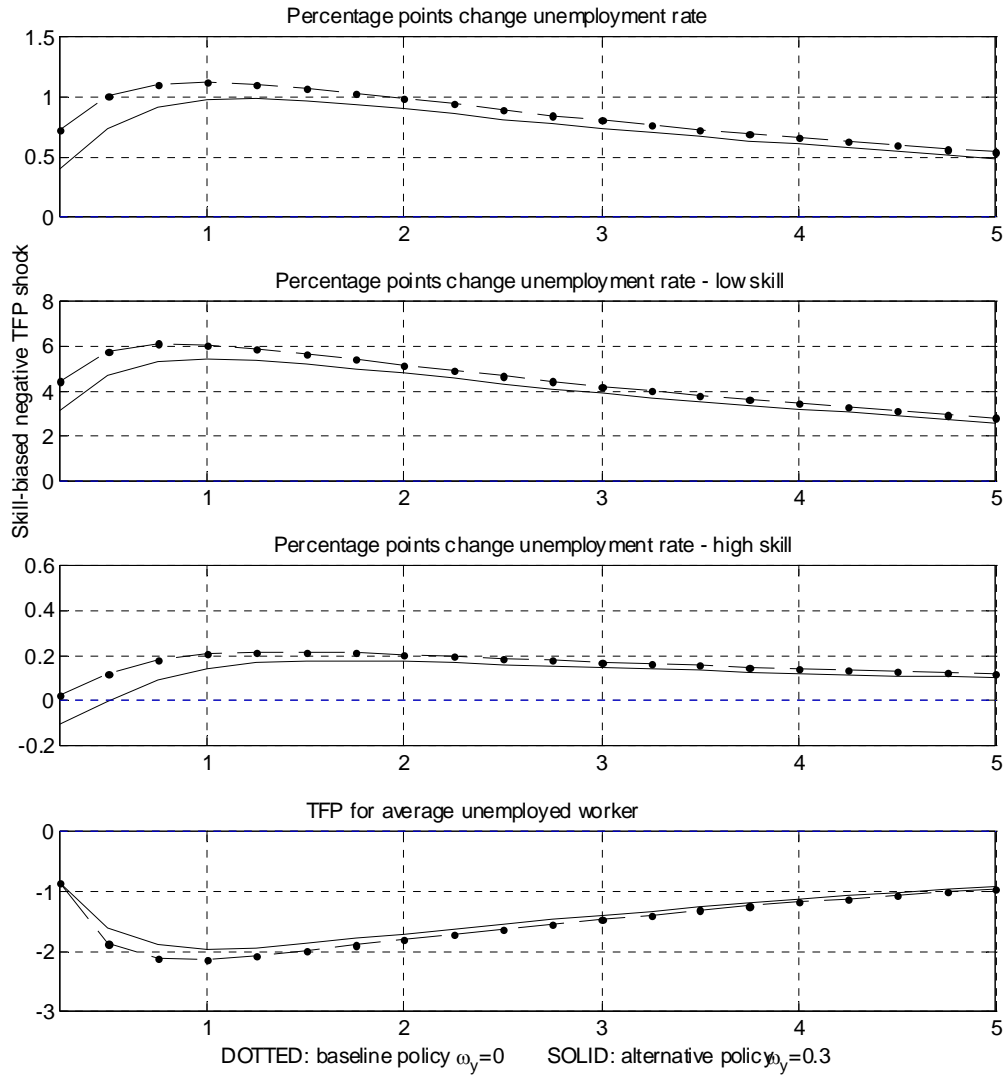 Percentage points change unemployment rate
1.5
1
0.5
0
1 2 3 4 5
Skill-biased negative TFP shock
Percentage points change unemployment rate - low skill
8
6
4
2
0
1 2 3 4 5
Percentage points change unemployment rate - high skill
0.6
0.4
0.2
0
-0.2
1 2 3 4 5
TFP for average unemployed worker
0
-1
-2
-3
1 2 3 4 5
DOTTED: baseline policy ω_y=0 SOLID: alternative policy ω_y=0.3